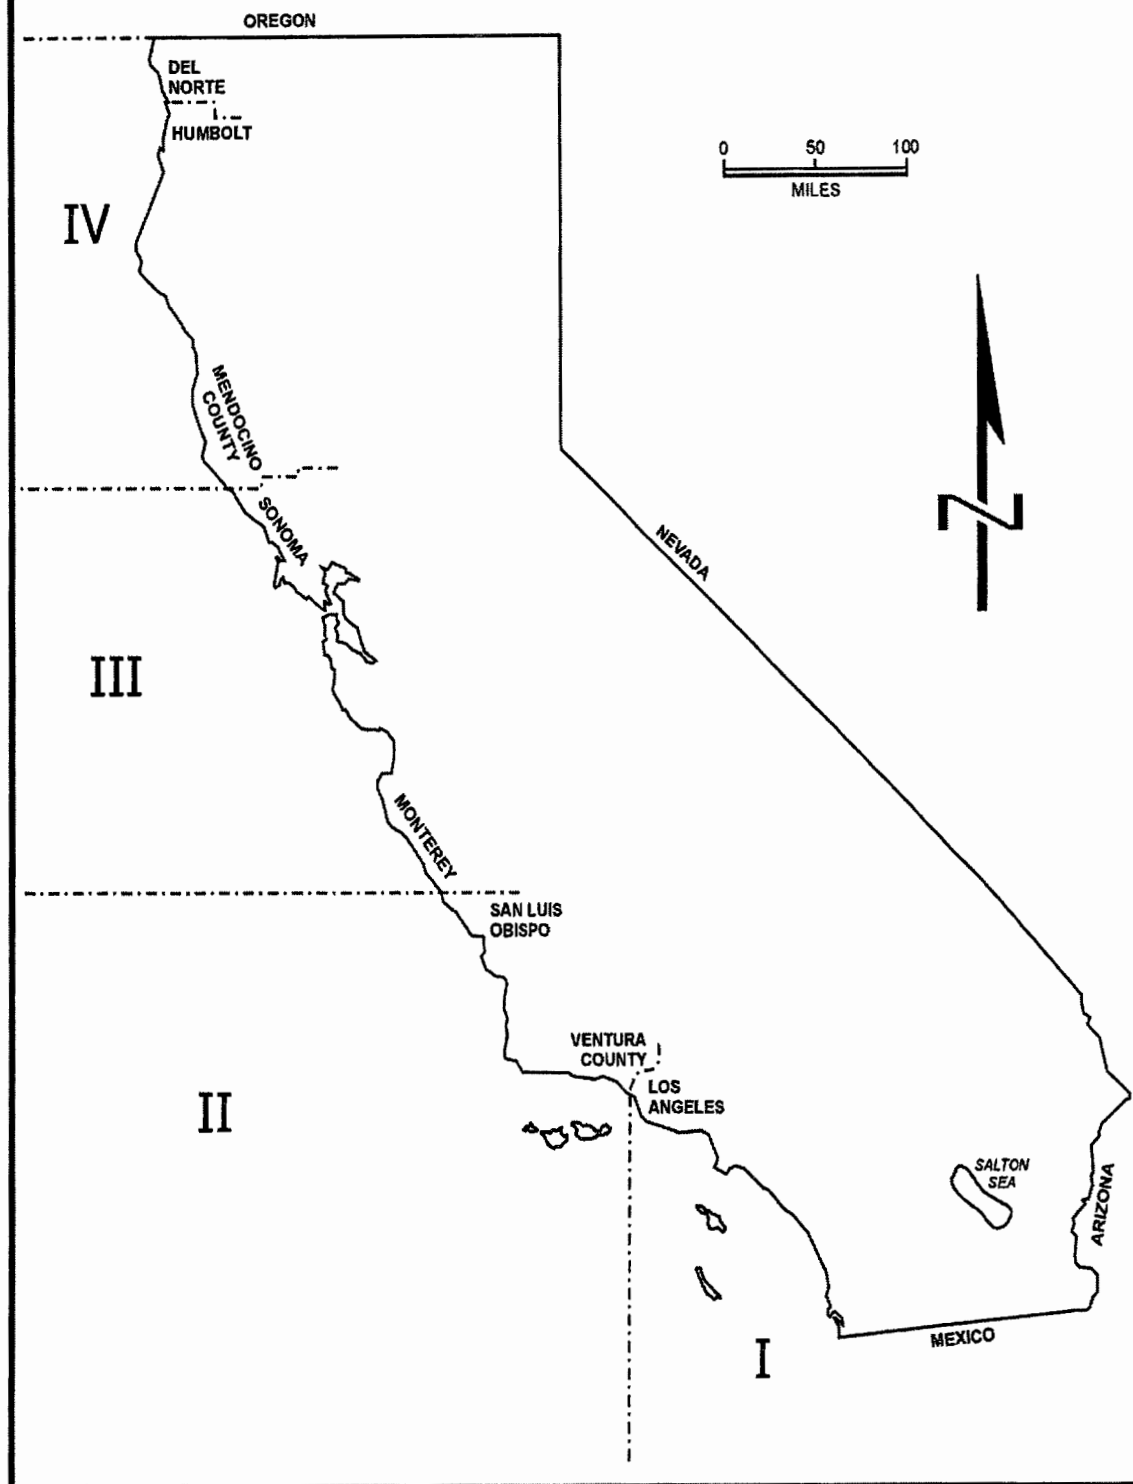 OREGON
DEL
NORTE
HUMBOLT
0 50 100
MILES
IV
MENDOCINO
COUNTY
SONOMA
NEVADA
Z
III
MONTEREY
SAN LUIS
OBISPO
VENTURA
COUNTY
LOS
ANGELES
II
SALTON
SEA
ARIZONA
MEXICO
I